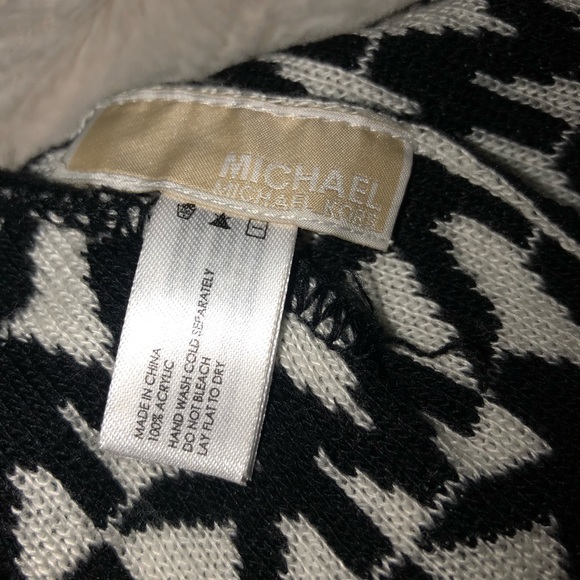 MICHAEL
MICHAEL KORS
MADE IN CHINA
100% ACRYLIC
HAND WASH COLD SEPARATELY
DO NOT BLEACH
LAY FLAT TO DRY